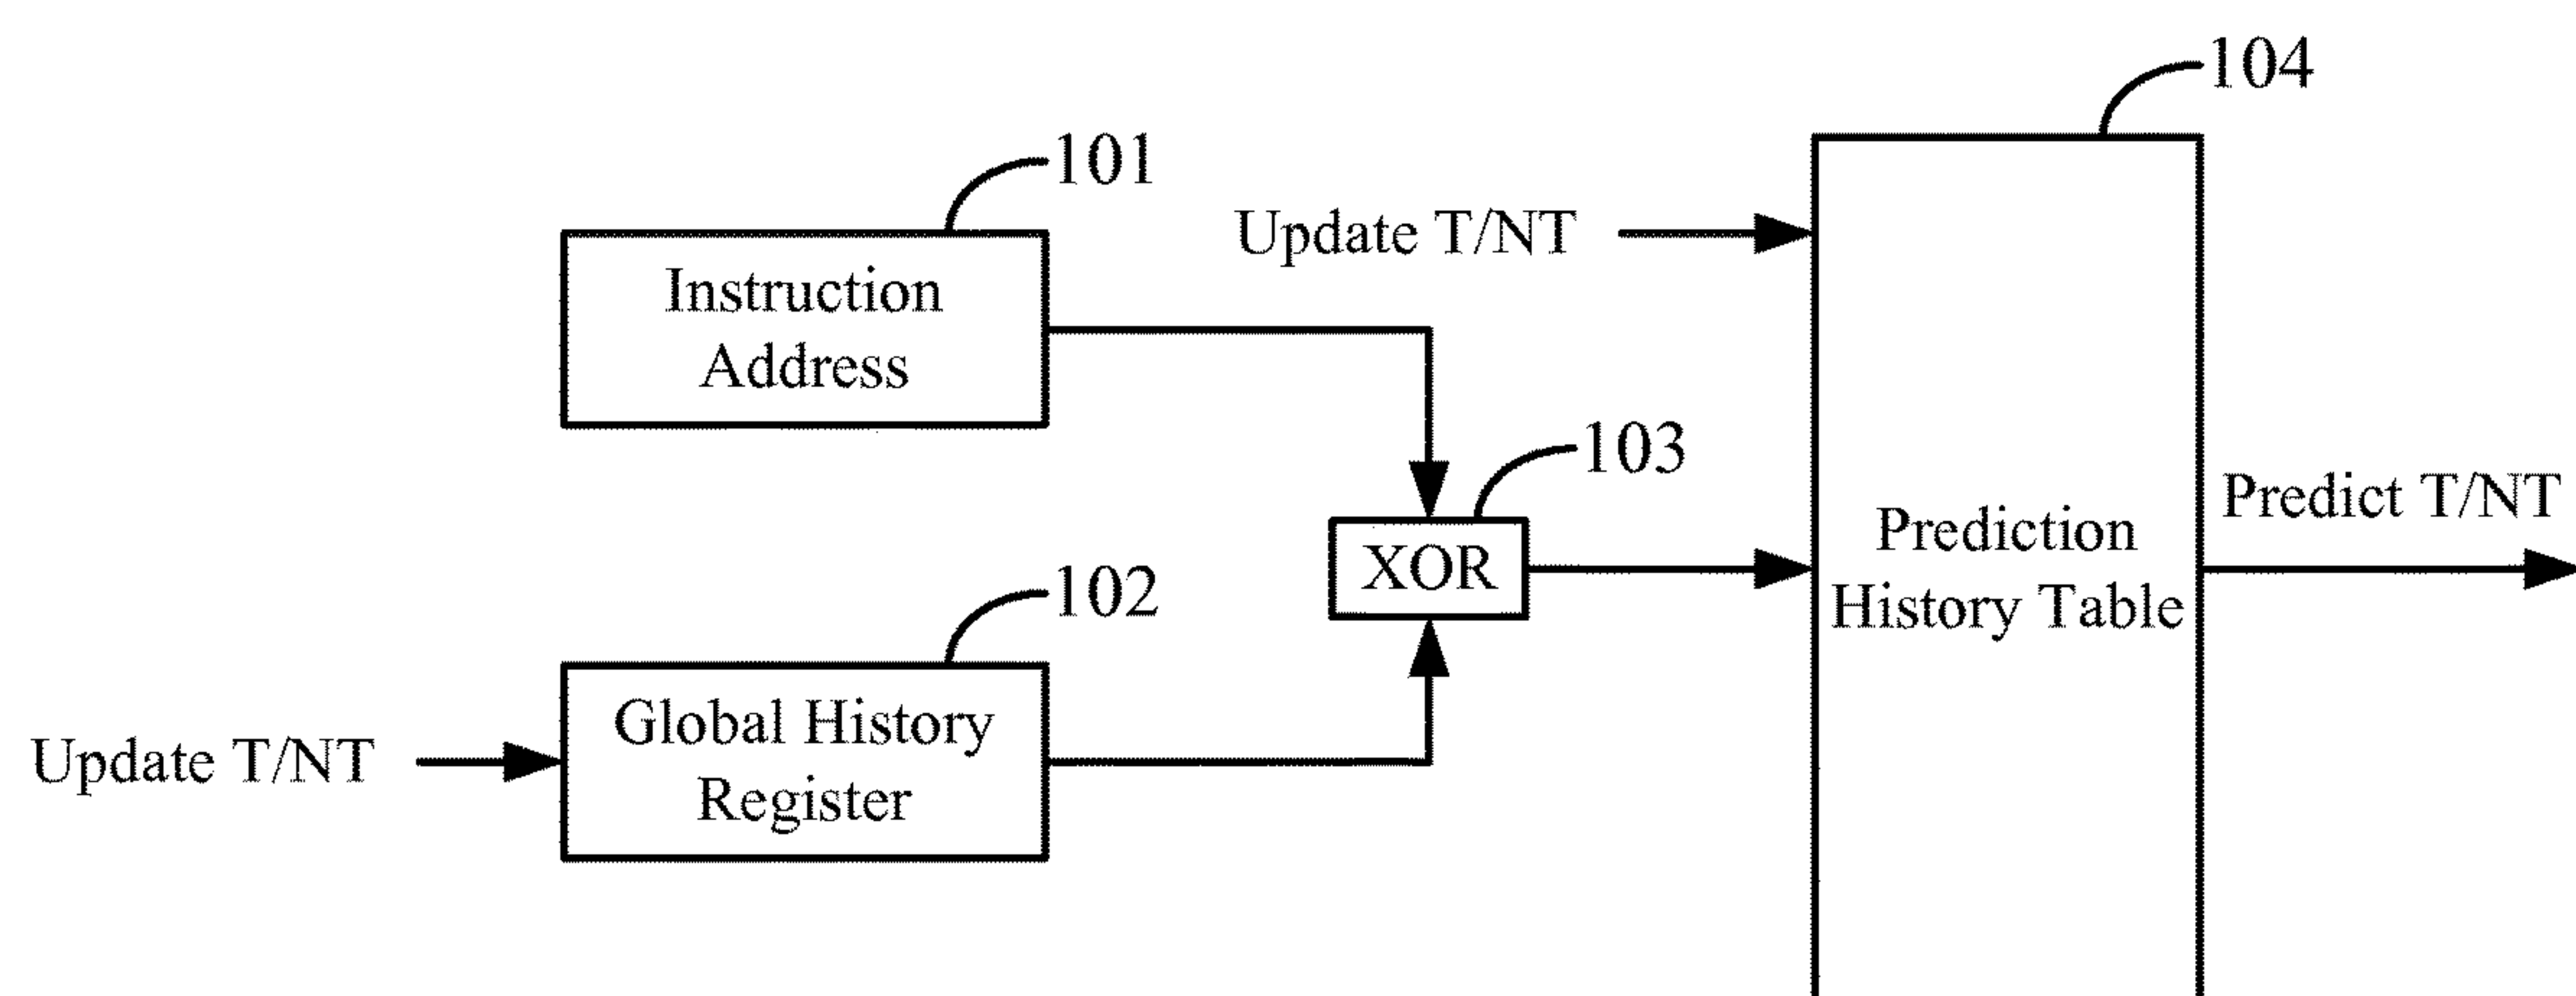 104
101
Update T/NT
Instruction
Address
103
Predict T/NT
Prediction
History Table
XOR
102
Global History
Register
Update T/NT